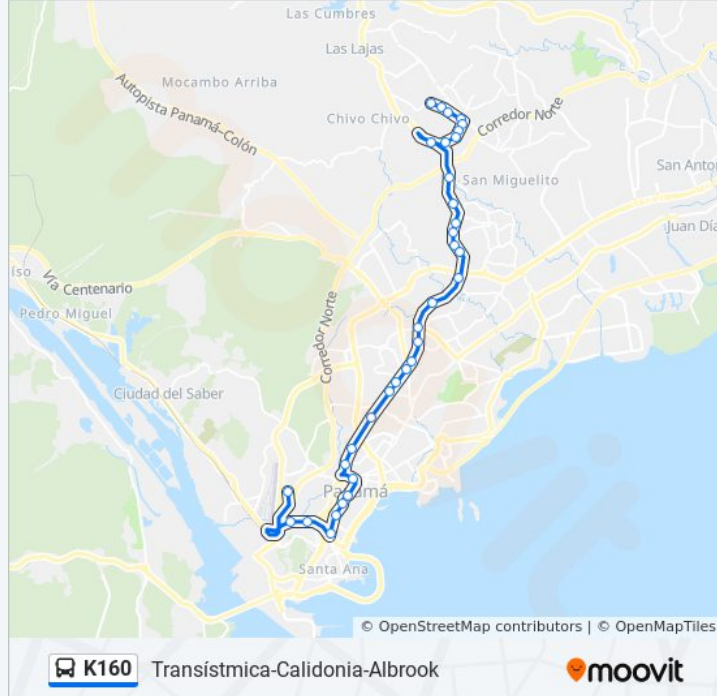 Las Cumbres
Las Lajas
Mocambo Arriba
Autopista Panamá-Colón
Chivo Chivo
Corredor Norte
San Miguelito
San Anton
Juan Día
íso
Vía Centenario
Pedro Miguel
Corredor Norte
Ciudad del Saber
Panamá
Santa Ana
© OpenStreetMap contributors | © OpenMapTiles
K160 Transístmica-Calidonia-Albrook
moovit